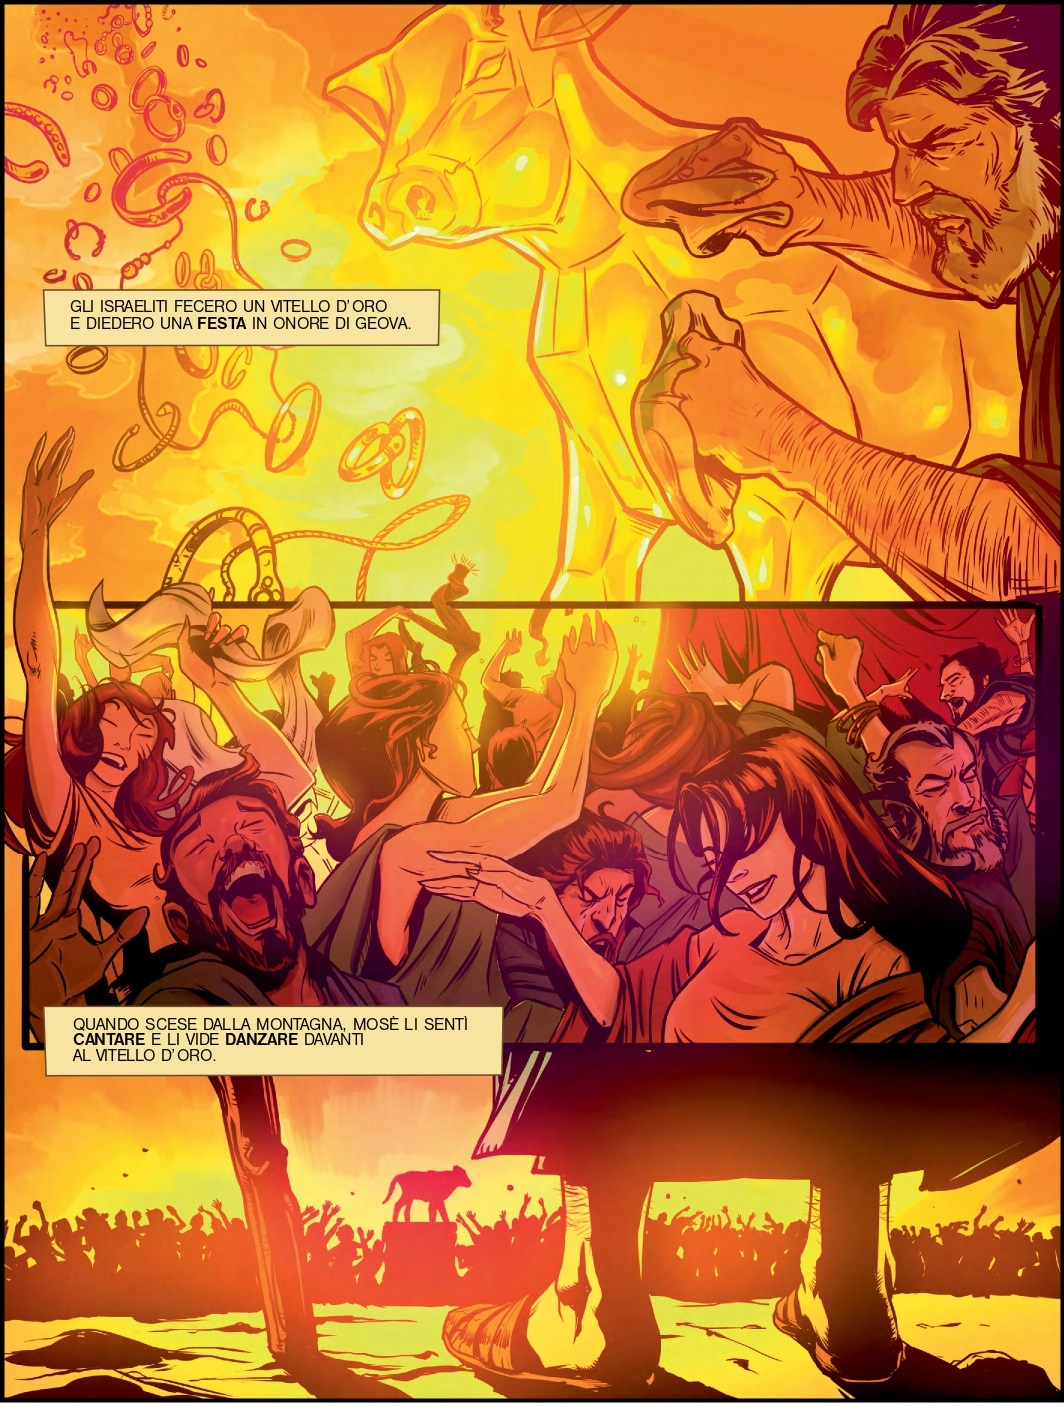 GLI ISRAELITI FECERO UN VITELLO D'ORO
E DIEDERO UNA FESTA IN ONORE DI GEOVA.
QUANDO SCESE DALLA MONTAGNA, MOSÈ LI SENTÌ
CANTARE E LI VIDE DANZARE DAVANTI
AL VITELLO D'ORO.